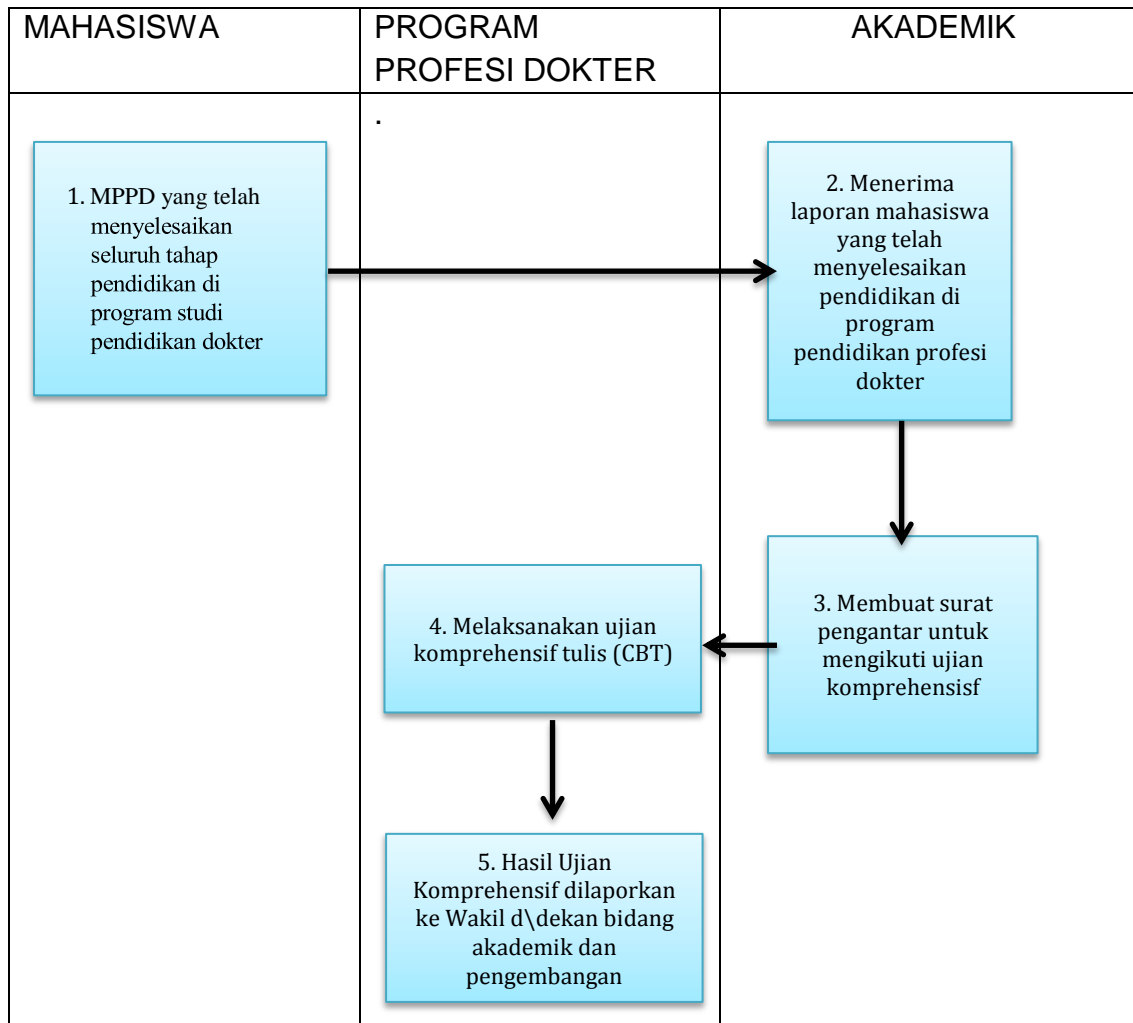 MAHASISWA
PROGRAM
PROFESI DOKTER
AKADEMIK
.
1. MPPD yang telah
menyelesaikan
seluruh tahap
pendidikan di
program studi
pendidikan dokter
2. Menerima
laporan mahasiswa
yang telah
menyelesaikan
pendidikan di
program
pendidikan profesi
dokter
3. Membuat surat
pengantar untuk
mengikuti ujian
komprehensisf
4. Melaksanakan ujian
komprehensif tulis (CBT)
5. Hasil Ujian
Komprehensif dilaporkan
ke Wakil d\dekan bidang
akademik dan
pengembangan